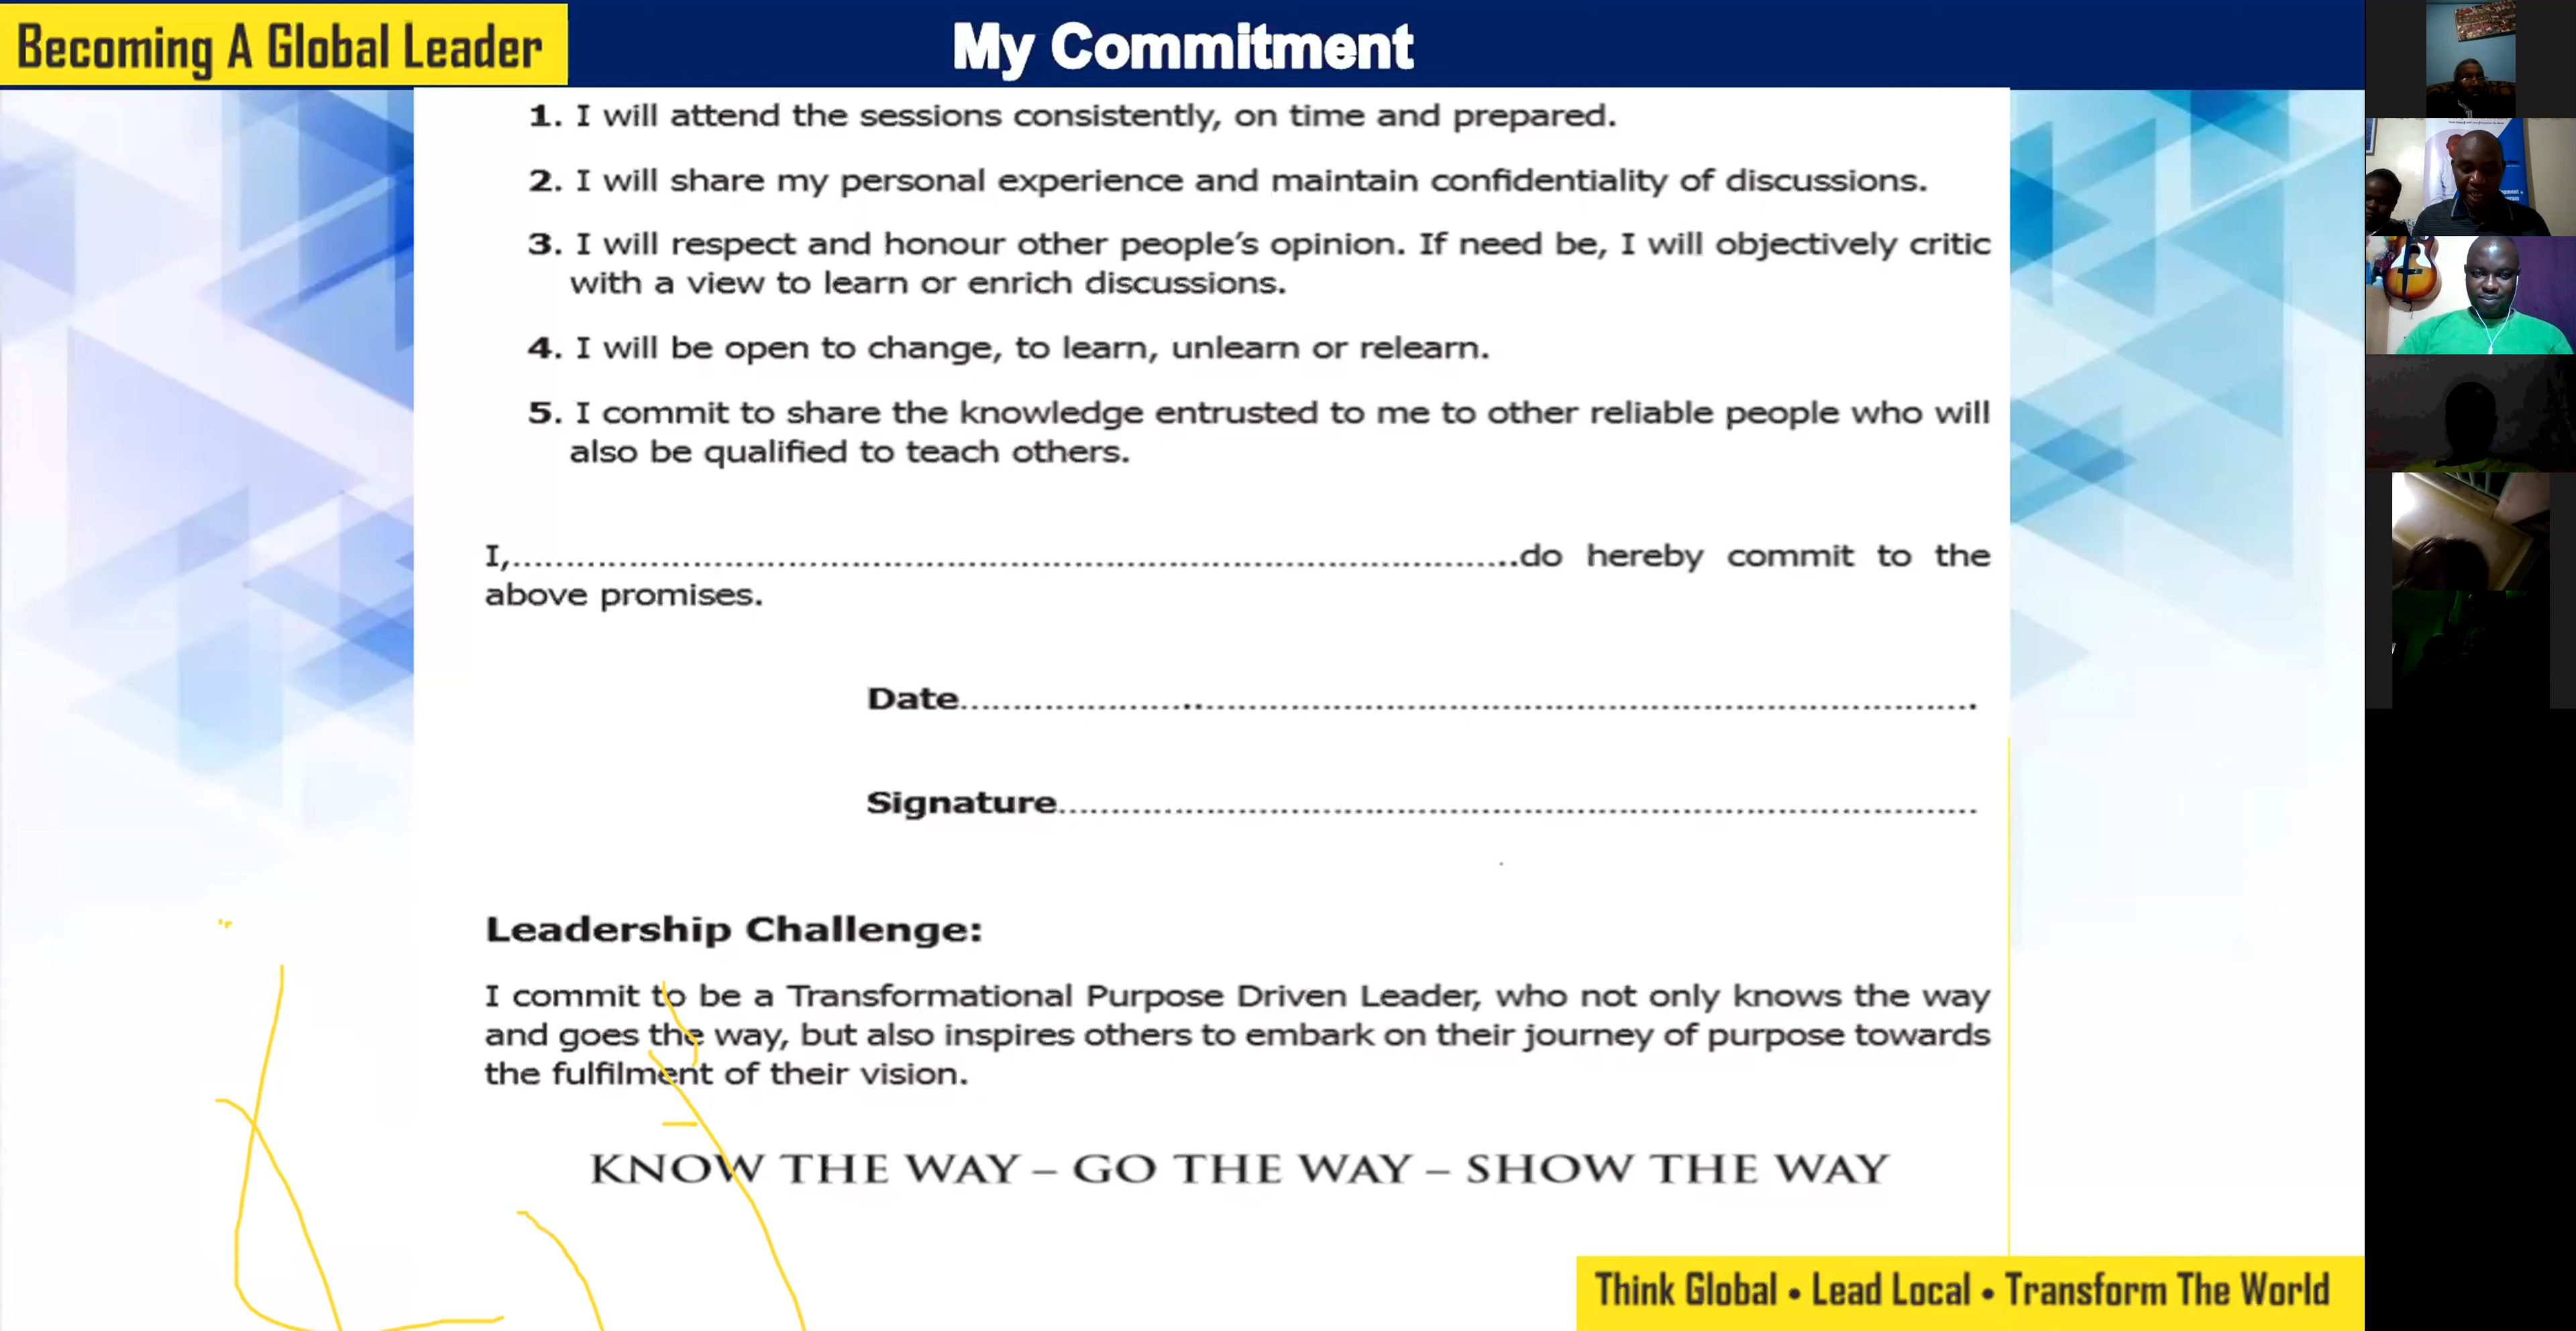 Becoming A Global Leader
My Commitment
1. I will attend the sessions consistently, on time and prepared.
2. I will share my personal experience and maintain confidentiality of discussions.
3. I will respect and honour other people’s opinion. If need be, I will objectively critic
with a view to learn or enrich discussions.
4. I will be open to change, to learn, unlearn or relearn.
5. I commit to share the knowledge entrusted to me to other reliable people who will
also be qualified to teach others.
I,..........................................................................................do hereby commit to the
above promises.
Date..........................................................................................
Signature..................................................................................
Leadership Challenge:
I commit to be a Transformational Purpose Driven Leader, who not only knows the way
and goes the way, but also inspires others to embark on their journey of purpose towards
the fulfilment of their vision.
KNOW THE WAY – GO THE WAY – SHOW THE WAY
Think Global • Lead Local • Transform The World